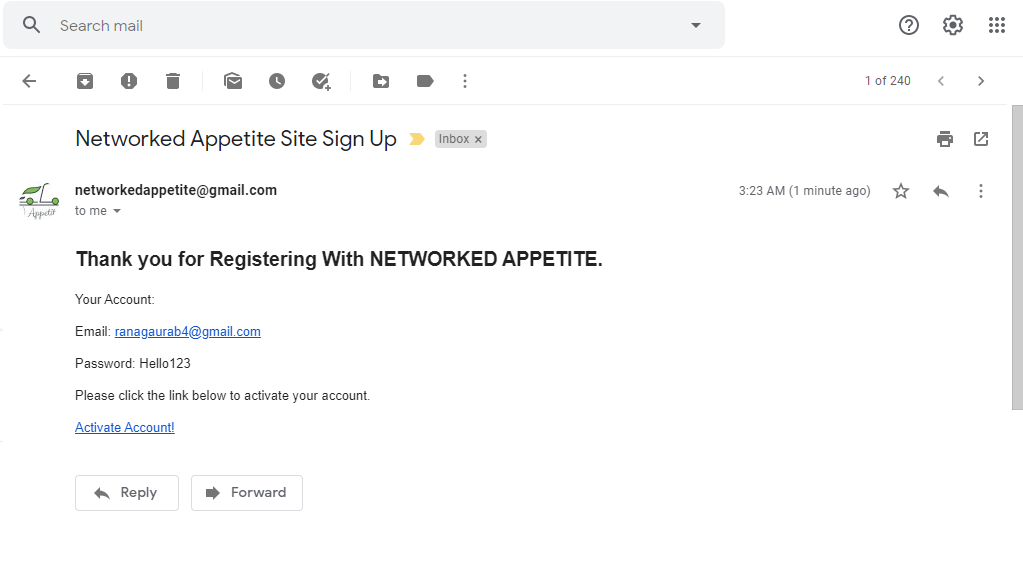 Search mail
1 of 240
Networked Appetite Site Sign Up Inbox ×
networkedappetite@gmail.com 3:23 AM (1 minute ago)
to me
Appetit
Thank you for Registering With NETWORKED APPETITE.
Your Account:
Email: ranagaurab4@gmail.com
Password: Hello123
Please click the link below to activate your account.
Activate Account!
Reply Forward